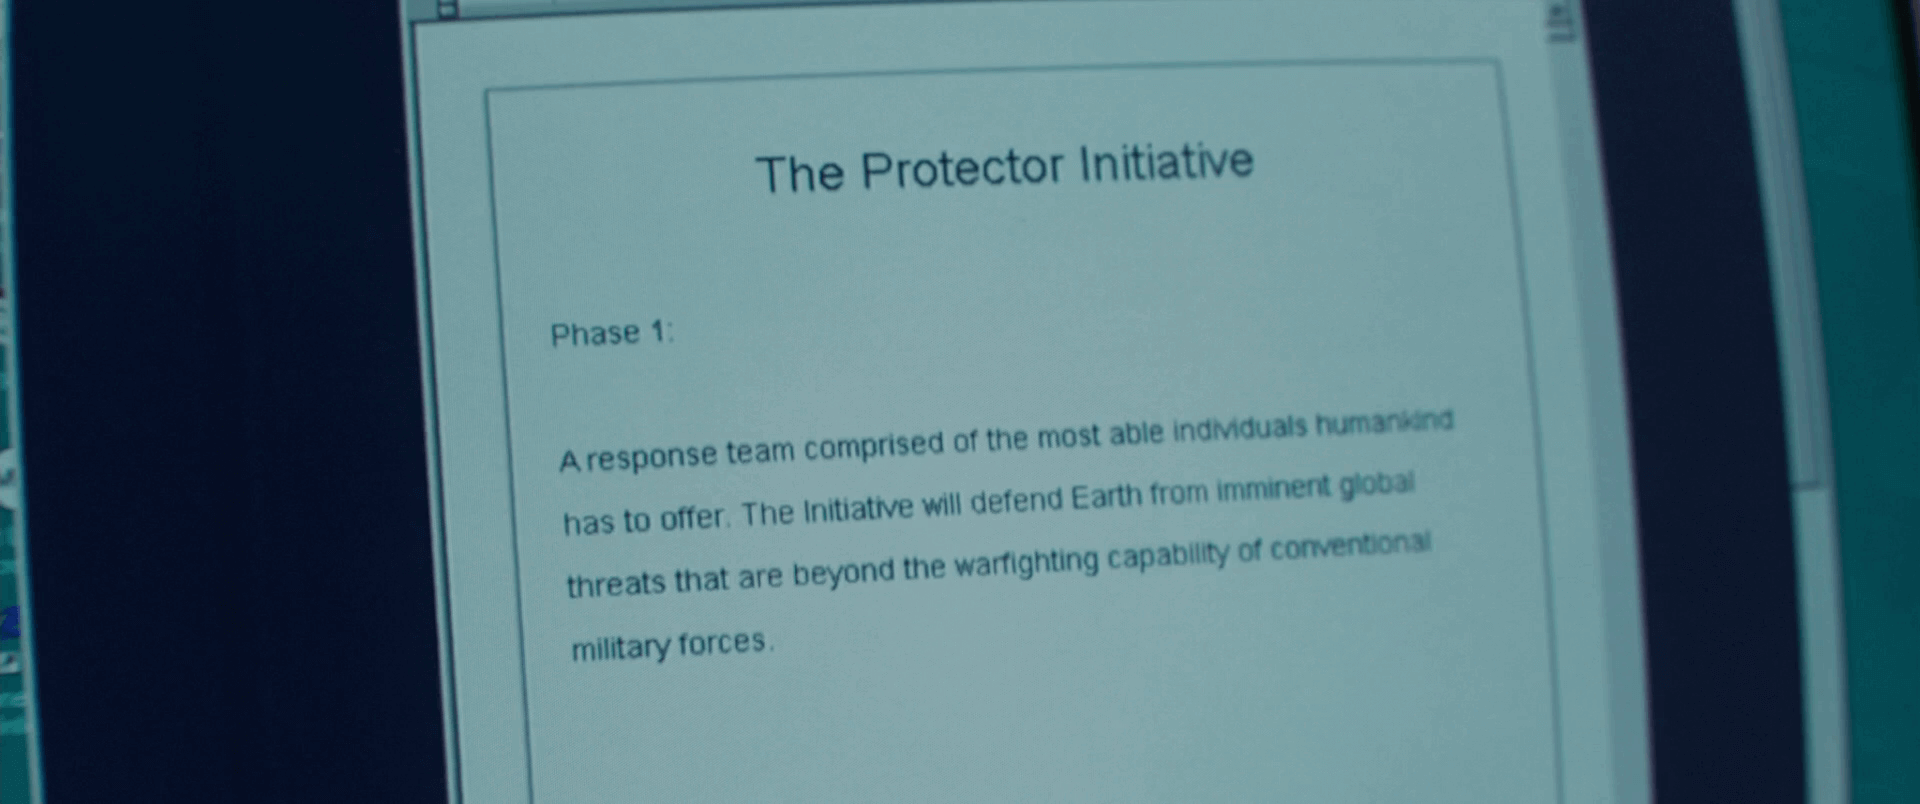 The Protector Initiative
Phase 1:
A response team comprised of the most able individuals humankind
has to offer. The Initiative will defend Earth from imminent global
threats that are beyond the warfighting capability of conventional
military forces.